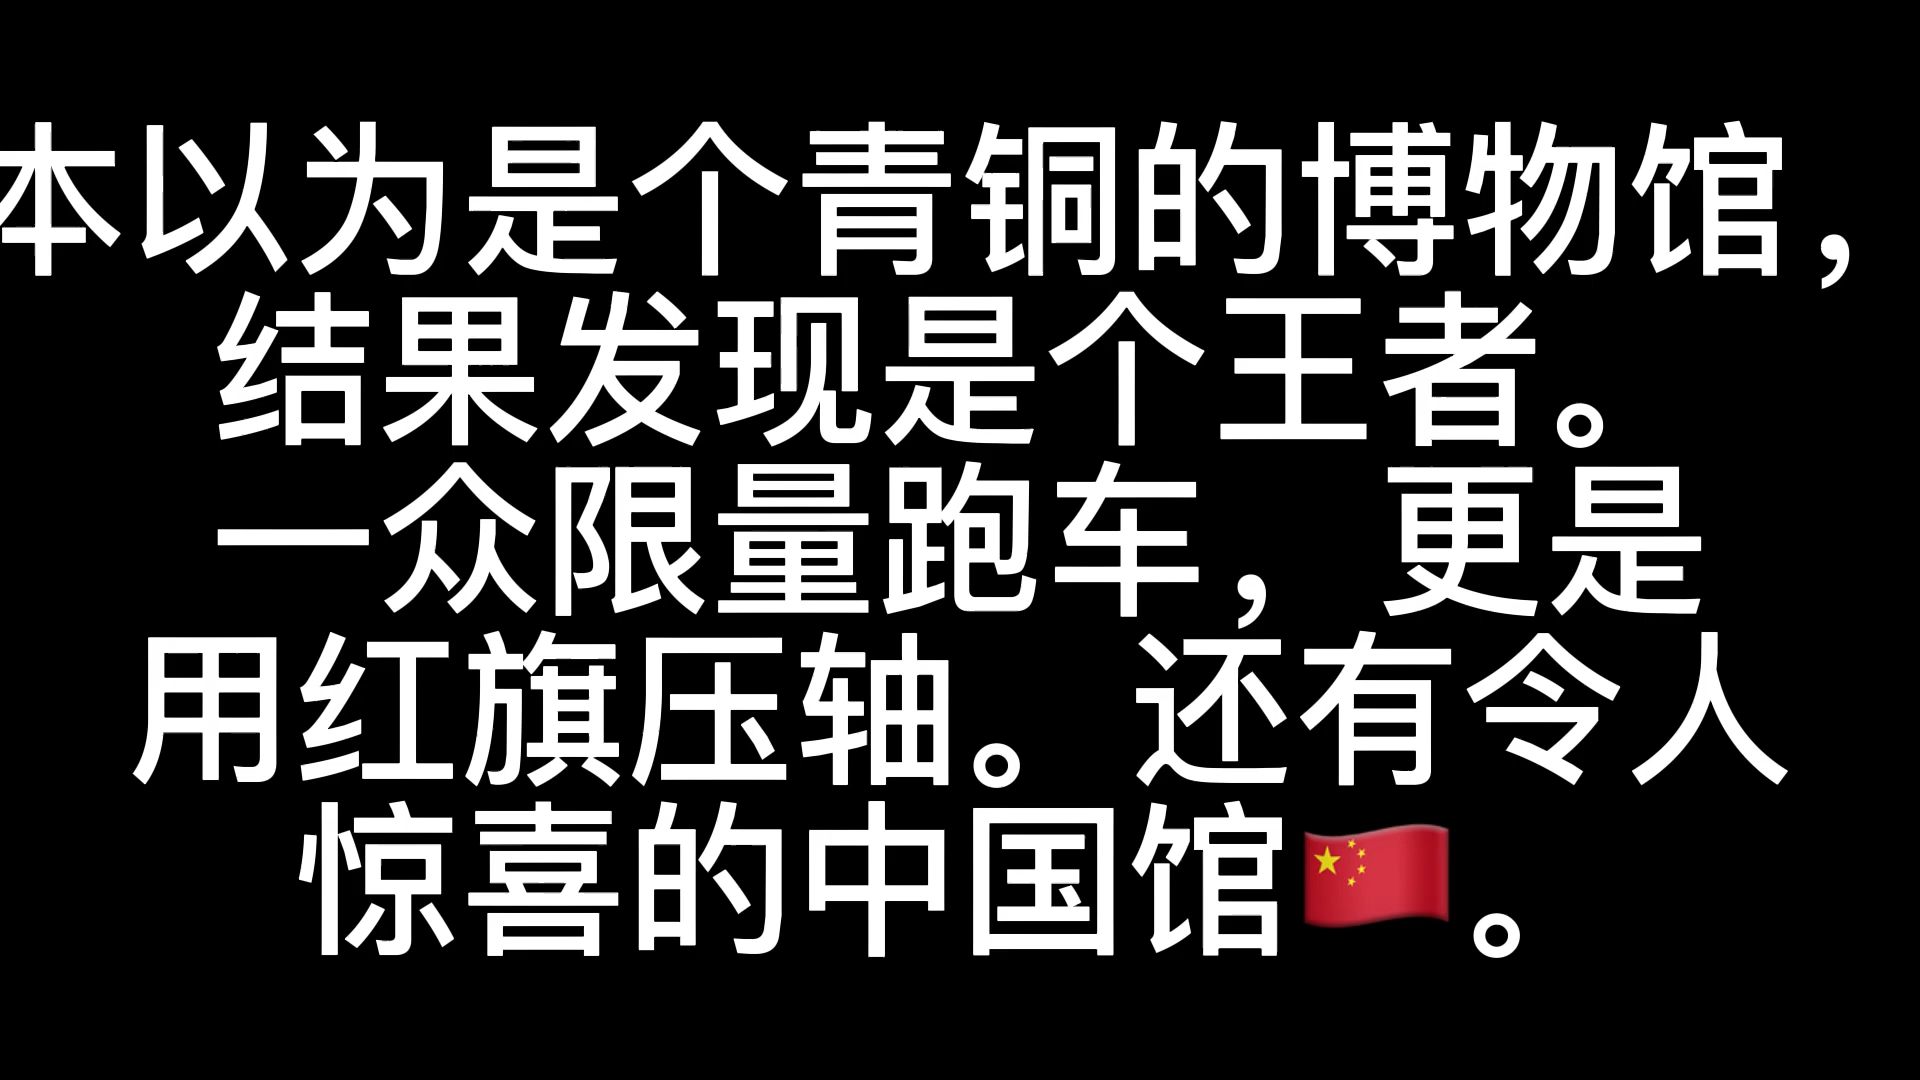 本以为是个青铜的博物馆，
结果发现是个王者。
一众限量跑车，更是
用红旗压轴。还有令人
惊喜的中国馆🇨🇳。